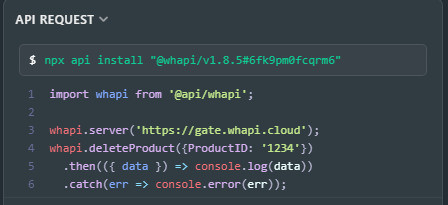 API REQUEST
$ npx api install "@whapi/v1.8.5#6fk9pm0fcqrm6"
1 import whapi from '@api/whapi';
2
3 whapi.server('https://gate.whapi.cloud');
4 whapi.deleteProduct({ProductID: '1234'})
5 .then(({ data }) => console.log(data))
6 .catch(err => console.error(err));